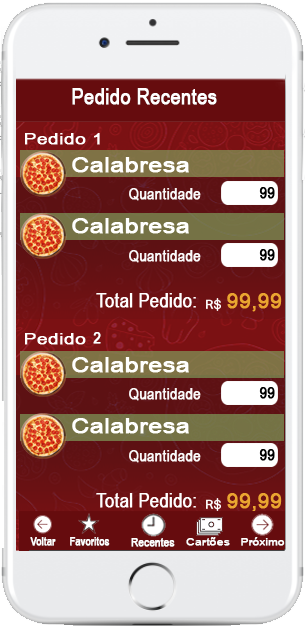 Pedido Recentes
Pedido 1
Calabresa
Quantidade 99
Calabresa
Quantidade 99
Total Pedido: R$ 99,99
Pedido 2
Calabresa
Quantidade 99
Calabresa
Quantidade 99
Total Pedido: R$ 99,99
Voltar Favoritos Recentes Cartões Próximo